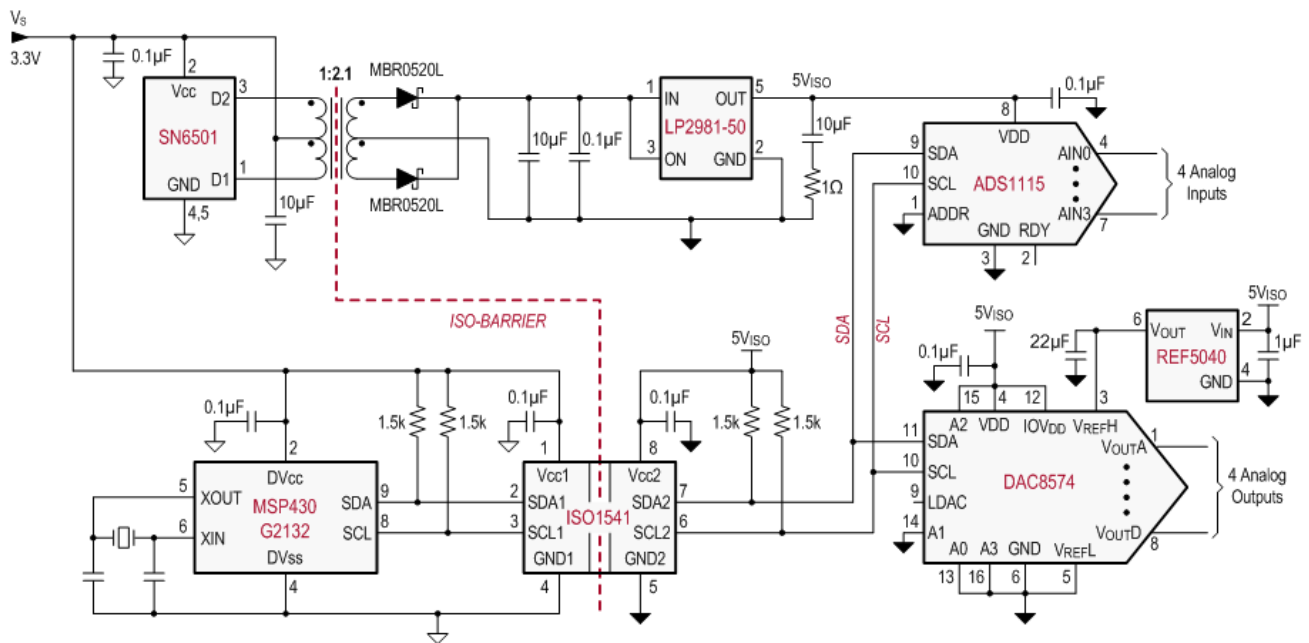 VS
3.3V
0.1µF
2
Vcc
D2
3
SN6501
D1
1
GND
4,5
10µF
1:2.1
MBR0520L
MBR0520L
10µF
0.1µF
1
IN
OUT
5
LP2981-50
3
ON
GND
2
5VISO
10µF
1Ω
0.1µF
8
VDD
9
SDA
AIN0
4
10
SCL
ADS1115
1
ADDR
AIN3
7
GND
RDY
3
2
4 Analog
Inputs
ISO-BARRIER
SDA
SCL
5VISO
6
VOUT
VIN
2
REF5040
GND
4
22µF
1µF
5VISO
0.1µF
15
4
12
3
A2
VDD
IOVDD
VREFH
11
SDA
VOUTA
1
10
SCL
DAC8574
9
LDAC
14
A1
VOUTD
8
A0
A3
GND
VREFL
13
16
6
5
4 Analog
Outputs
0.1µF
2
DVcc
5
XOUT
MSP430
G2132
SDA
9
6
XIN
SCL
8
DVss
4
1.5k
1.5k
0.1µF
1
Vcc1
2
SDA1
3
SCL1
GND1
4
ISO1541
5VISO
0.1µF
8
Vcc2
SDA2
7
SCL2
6
GND2
5
1.5k
1.5k